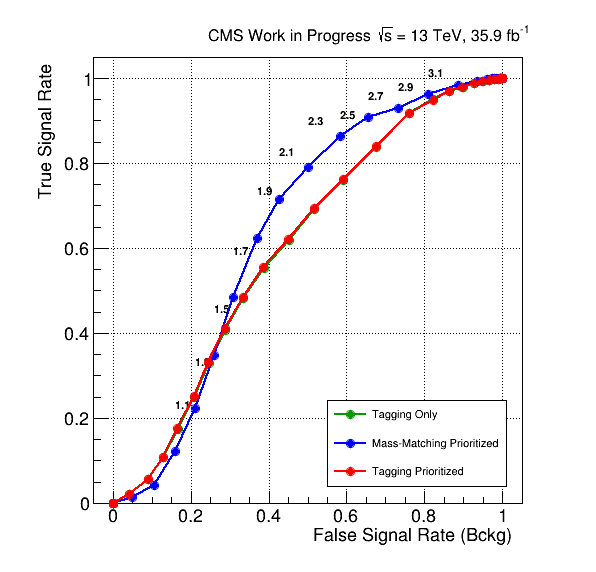 CMS Work in Progress √s = 13 TeV, 35.9 fb⁻¹
True Signal Rate
1
0.8
0.6
0.4
0.2
0
3.1
2.9
2.7
2.5
2.3
2.1
1.9
1.7
1.5
1.1
Tagging Only
Mass-Matching Prioritized
Tagging Prioritized
0 0.2 0.4 0.6 0.8 1
False Signal Rate (Bckg)